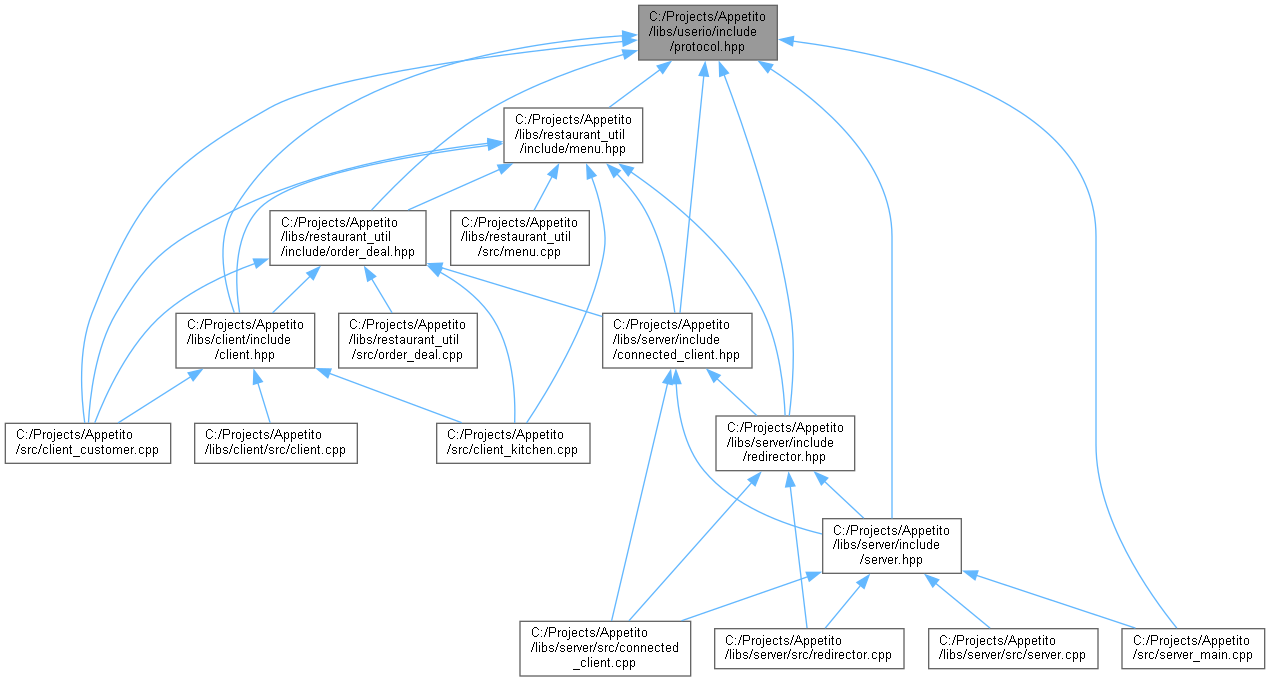 C:/Projects/Appetito
/libs/userio/include
/protocol.hpp
C:/Projects/Appetito
/libs/restaurant_util
/include/menu.hpp
C:/Projects/Appetito
/libs/restaurant_util
/include/order_deal.hpp
C:/Projects/Appetito
/libs/restaurant_util
src/menu.cpp
C:/Projects/Appetito
/libs/client/include
/client.hpp
C:/Projects/Appetito
/libs/restaurant_util
src/order_deal.cpp
C:/Projects/Appetito
/libs/server/include
/connected_client.hpp
C:/Projects/Appetito
/src/client_customer.cpp
C:/Projects/Appetito
/libs/client/src/client.cpp
C:/Projects/Appetito
/src/client_kitchen.cpp
C:/Projects/Appetito
/libs/server/include
/redirector.hpp
C:/Projects/Appetito
/libs/server/include
/server.hpp
C:/Projects/Appetito
/libs/server/src/connected
_client.cpp
C:/Projects/Appetito
/libs/server/src/redirector.cpp
C:/Projects/Appetito
/libs/server/src/server.cpp
C:/Projects/Appetito
/src/server_main.cpp